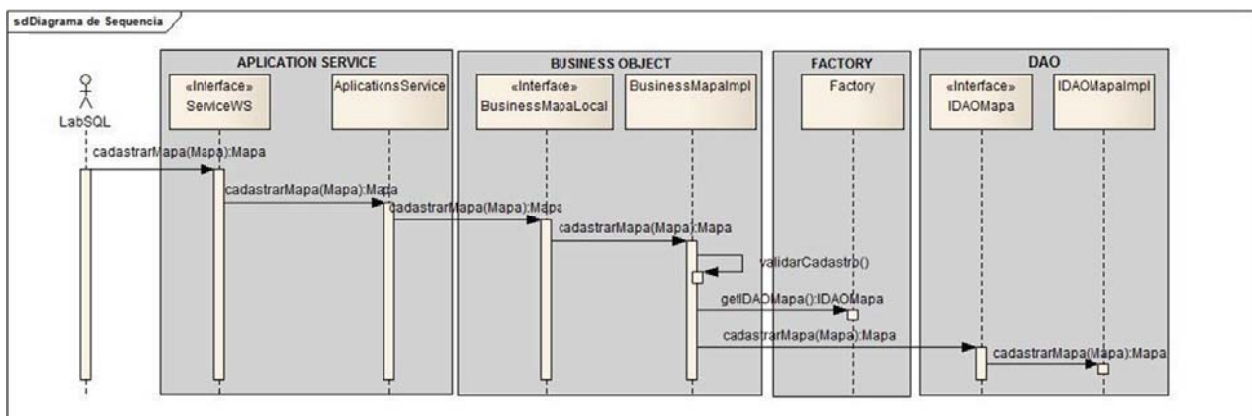 sdDiagrama de Sequencia
APLICATION SERVICE
BUSINESS OBJECT
FACTORY
DAO
LabSQL
«Interface»
ServiceWS
AplicationsService
«Interface»
BusinessMapaLocal
BusinessMapaImpl
Factory
«Interface»
IDAOMapa
IDAOMapaImpl
cadastrarMapa(Mapa):Mapa
cadastrarMapa(Mapa):Mapa
cadastrarMapa(Mapa):Mapa
cadastrarMapa(Mapa):Mapa
validarCadastro()
getIDAOMapa():IDAOMapa
cadastrarMapa(Mapa):Mapa
cadastrarMapa(Mapa):Mapa